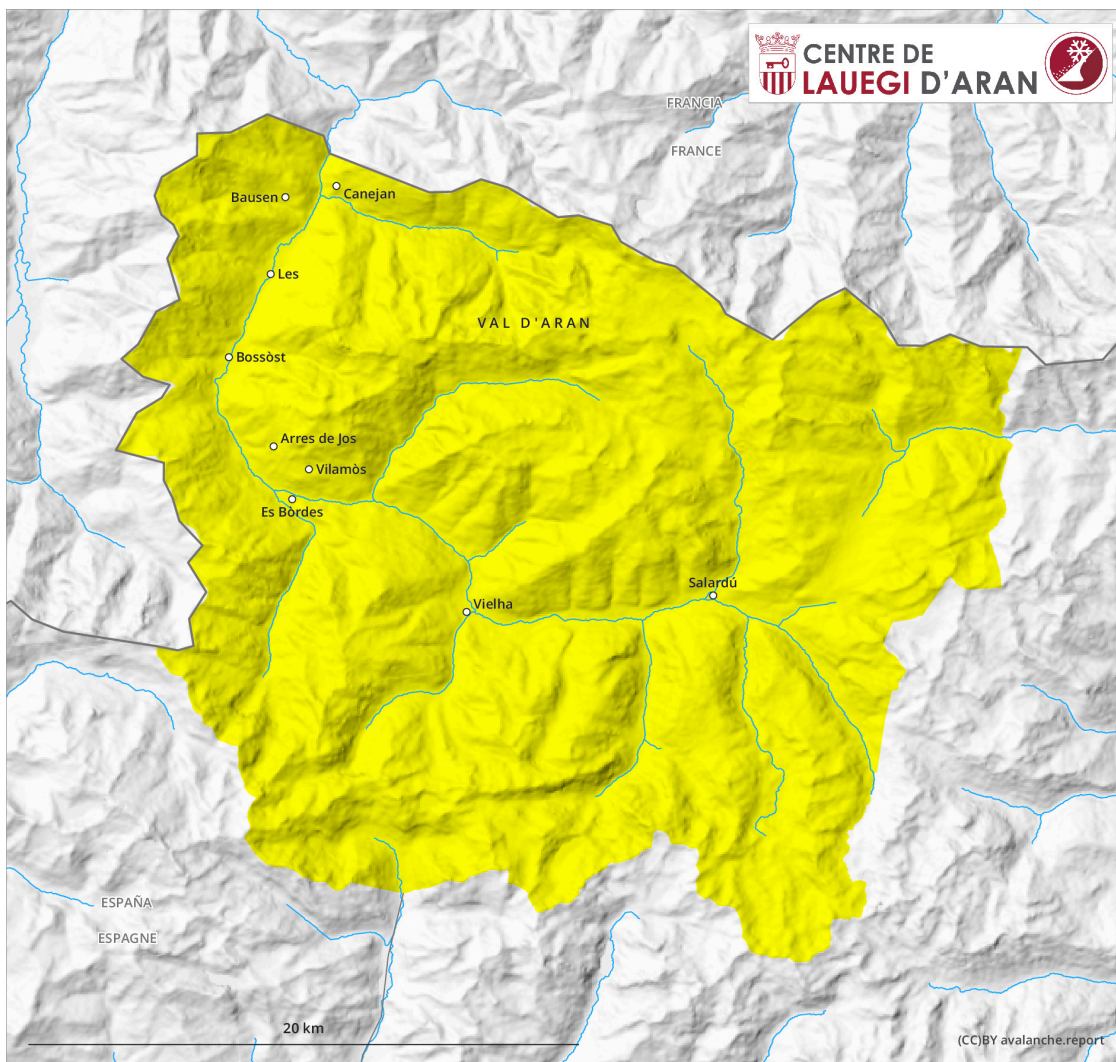 CENTRE DE
LAUEGI D'ARAN
FRANCIA
FRANCE
Bausen
Canejan
Les
VAL D'ARAN
Bossòst
Arres de Jos
Vilamòs
Es Bòrdes
Salardú
Vielha
ESPAÑA
ESPAGNE
20 km
(CC)BY avalanche.report